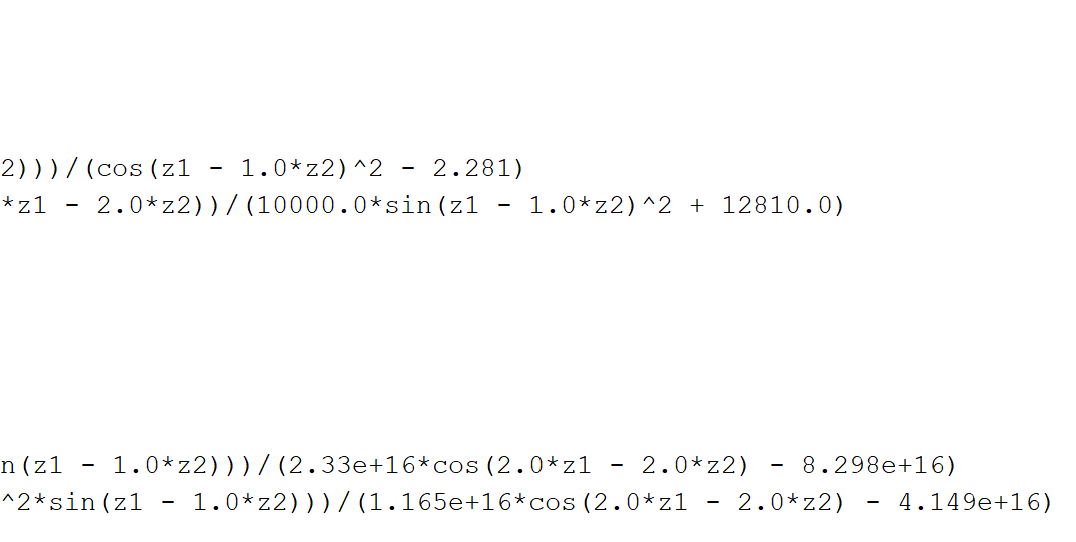 2)))/(cos(z1 - 1.0*z2)^2 - 2.281)
*z1 - 2.0*z2))/(10000.0*sin(z1 - 1.0*z2)^2 + 12810.0)
n(z1 - 1.0*z2)))/(2.33e+16*cos(2.0*z1 - 2.0*z2) - 8.298e+16)
^2*sin(z1 - 1.0*z2)))/(1.165e+16*cos(2.0*z1 - 2.0*z2) - 4.149e+16)